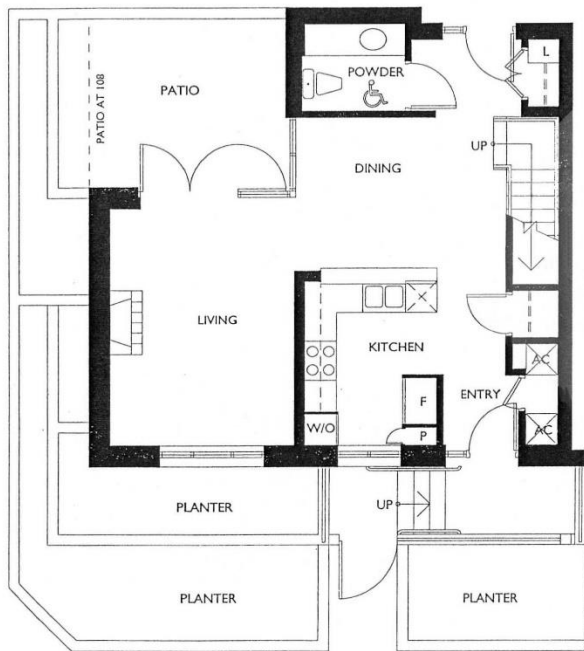 L
POWDER
PATIO
PATIO AT 108
UP
DINING
LIVING
KITCHEN
AC
ENTRY
F
W/O
P
AC
PLANTER
UP
PLANTER
PLANTER